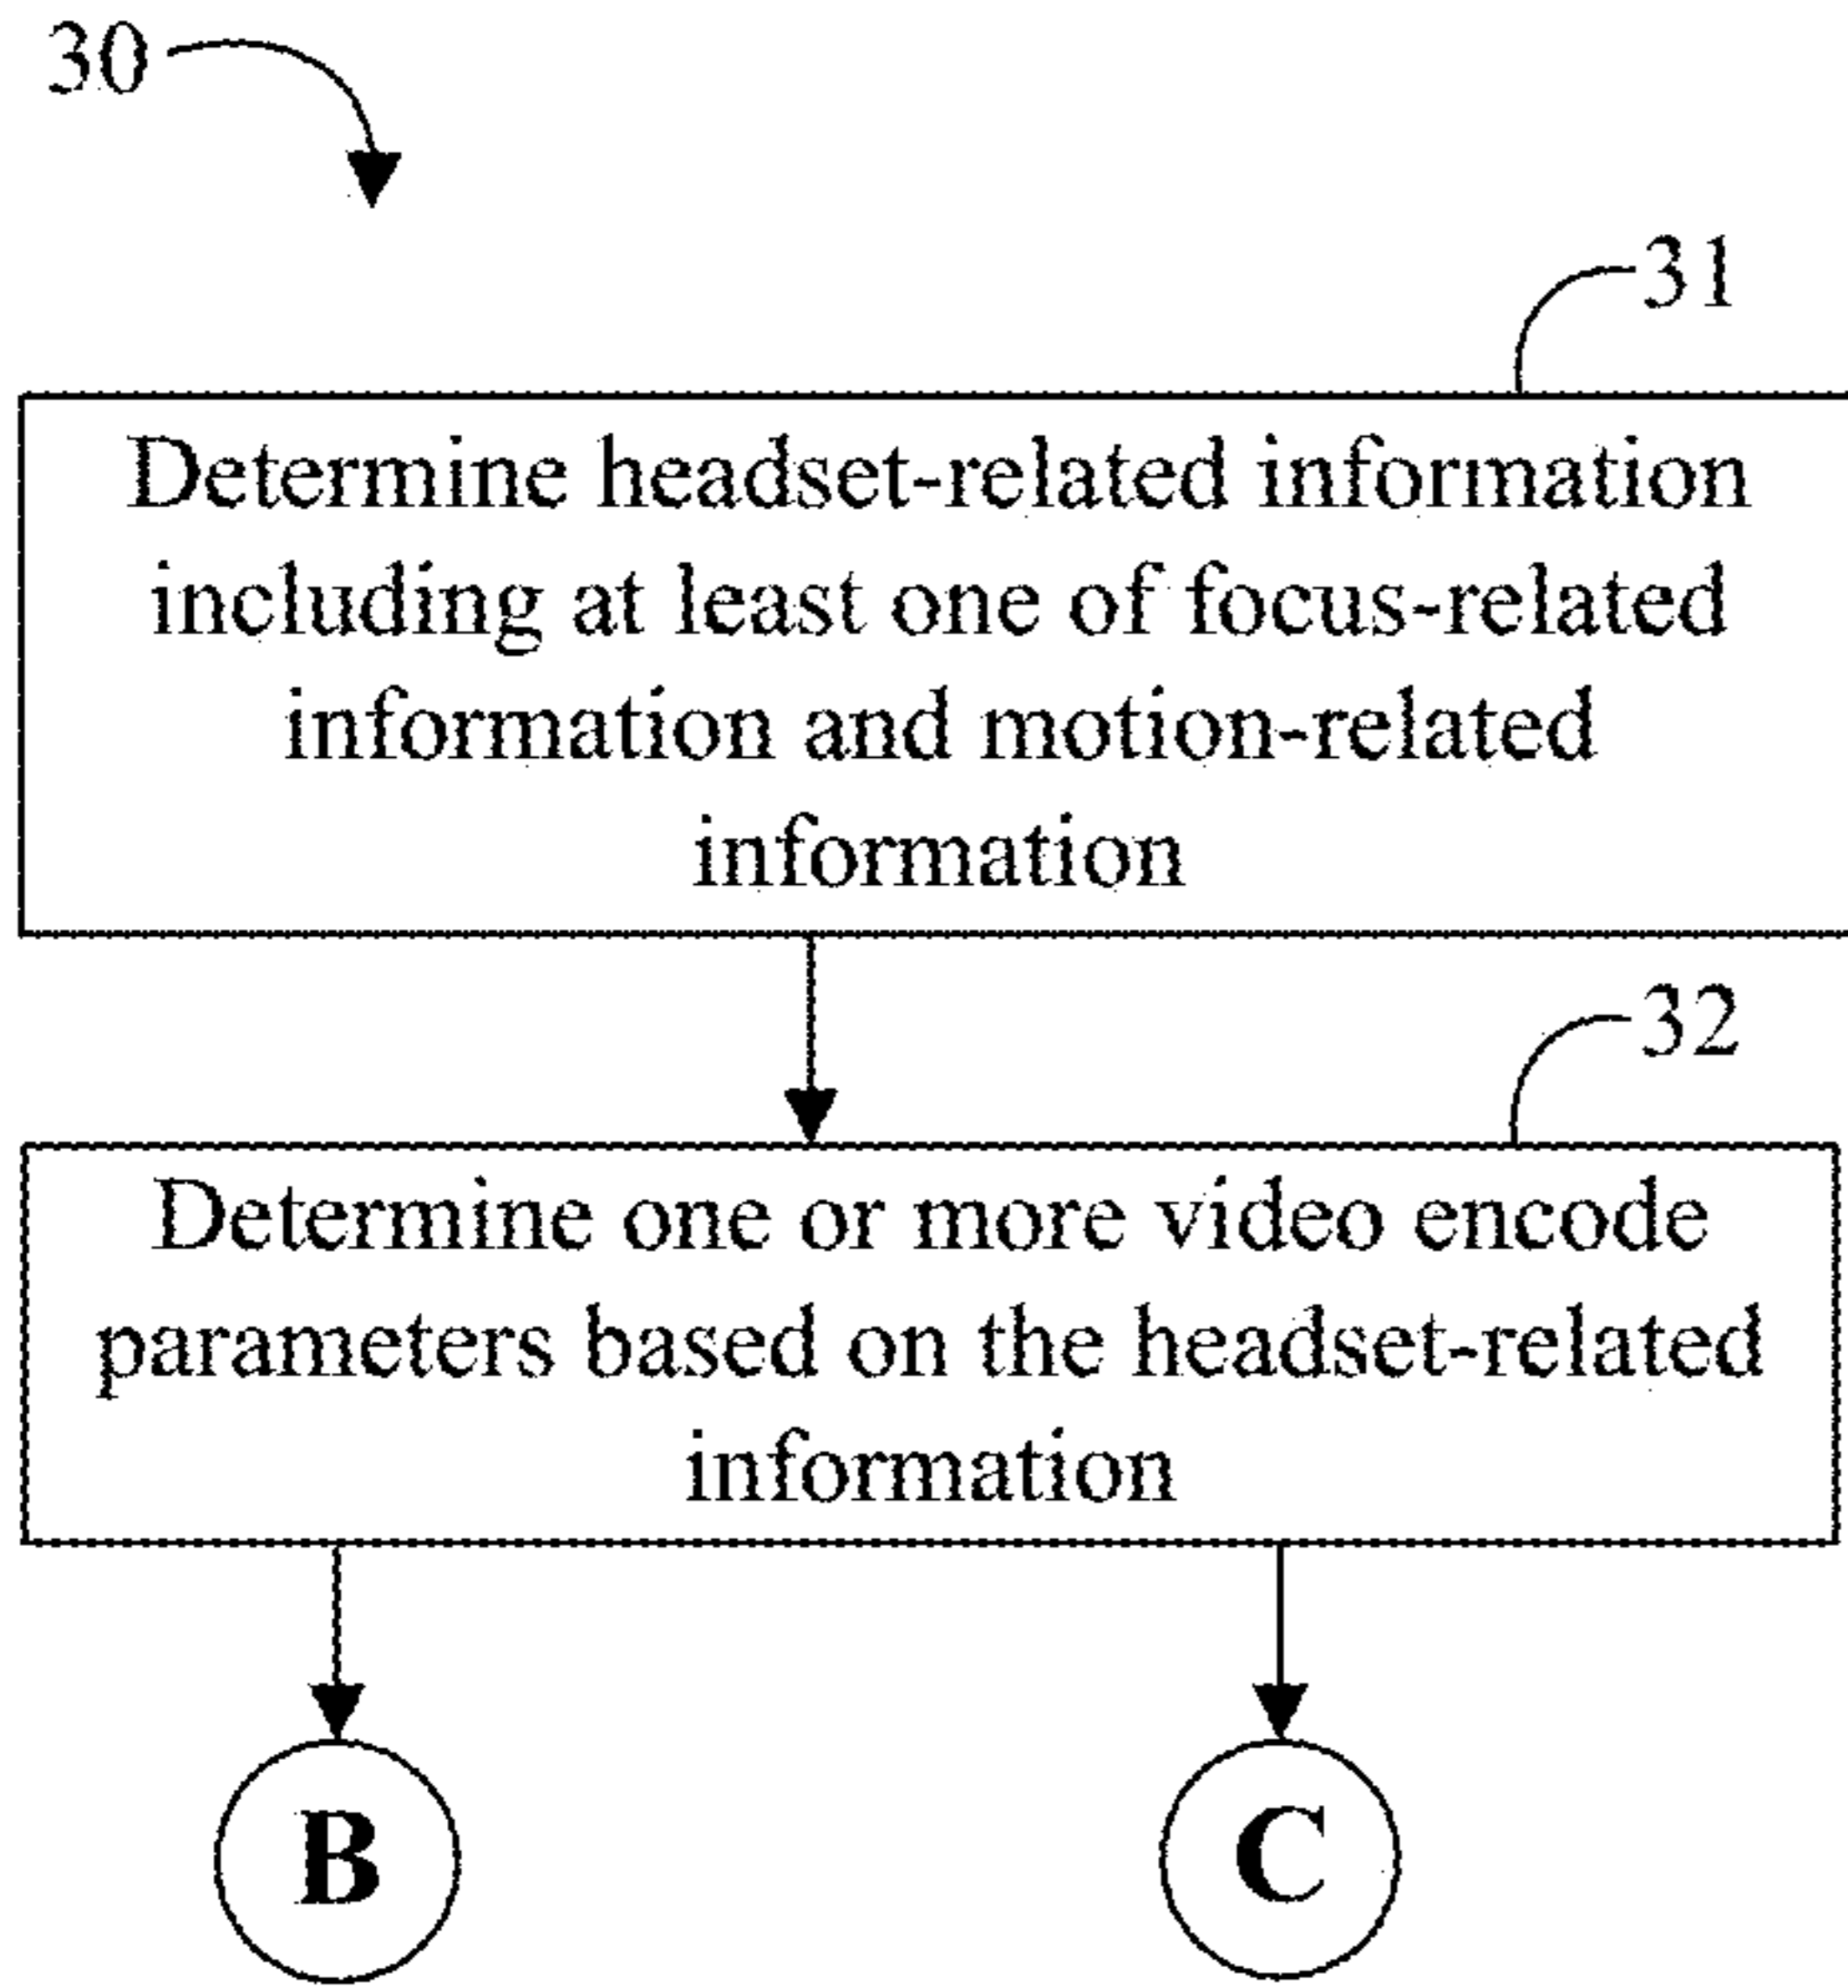 30
31
Determine headset-related information
including at least one of focus-related
information and motion-related
information
32
Determine one or more video encode
parameters based on the headset-related
information
B
C